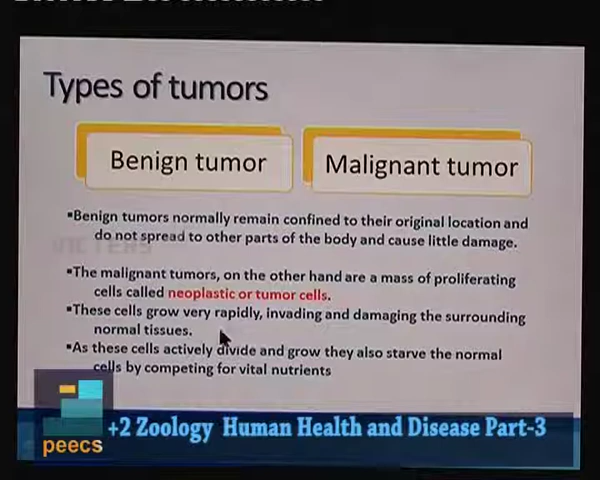 Types of tumors
Benign tumor
Malignant tumor
▪Benign tumors normally remain confined to their original location and
do not spread to other parts of the body and cause little damage.
VICTERS
▪The malignant tumors, on the other hand are a mass of proliferating
cells called neoplastic or tumor cells.
▪These cells grow very rapidly, invading and damaging the surrounding
normal tissues.
▪As these cells actively divide and grow they also starve the normal
cells by competing for vital nutrients
peecs
+2 Zoology Human Health and Disease Part-3